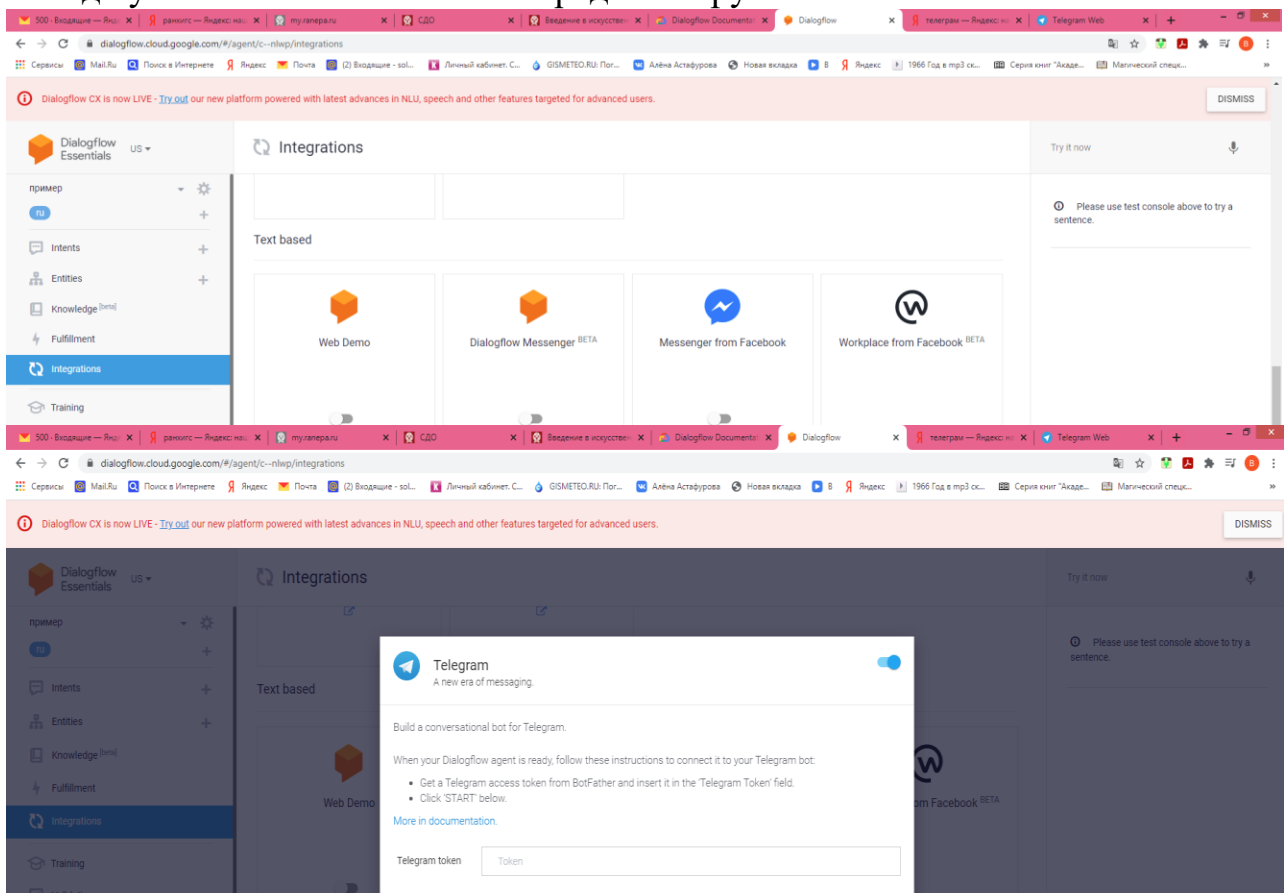 500 - Входящие — Янд
ранхигс — Яндекс: наш
my.ranepa.ru
СДО
Введение в искусствен
Dialogflow Documentat
Dialogflow
телеграм — Яндекс: на
Telegram Web
dialogflow.cloud.google.com/#/agent/c--nlwp/integrations
Сервисы
Mail.Ru
Поиск в Интернете
Яндекс
Почта
(2) Входящие - sol...
Личный кабинет. С...
GISMETEO.RU: Пог...
Алёна Астафурова
Новая вкладка
В
Яндекс
1966 Год в mp3 ск...
Серия книг "Акаде...
Магический спецк...
»
Dialogflow CX is now LIVE - Try out our new platform powered with latest advances in NLU, speech and other features targeted for advanced users.
DISMISS
Dialogflow
Essentials
US
Integrations
Try it now
пример
ru
Please use test console above to try a
sentence.
Intents
Text based
Entities
Knowledge [beta]
Fulfillment
Web Demo
Dialogflow Messenger BETA
Messenger from Facebook
Workplace from Facebook BETA
Integrations
Training
500 - Входящие — Янд
ранхигс — Яндекс: наш
my.ranepa.ru
СДО
Введение в искусствен
Dialogflow Documentat
Dialogflow
телеграм — Яндекс: на
Telegram Web
dialogflow.cloud.google.com/#/agent/c--nlwp/integrations
Сервисы
Mail.Ru
Поиск в Интернете
Яндекс
Почта
(2) Входящие - sol...
Личный кабинет. С...
GISMETEO.RU: Пог...
Алёна Астафурова
Новая вкладка
В
Яндекс
1966 Год в mp3 ск...
Серия книг "Акаде...
Магический спецк...
»
Dialogflow CX is now LIVE - Try out our new platform powered with latest advances in NLU, speech and other features targeted for advanced users.
DISMISS
Dialogflow
Essentials
US
Integrations
Try it now
пример
ru
Please use test console above to try a
sentence.
Telegram
A new era of messaging.
Intents
Text based
Entities
Build a conversational bot for Telegram.
Knowledge [beta]
When your Dialogflow agent is ready, follow these instructions to connect it to your Telegram bot:
Get a Telegram access token from BotFather and insert it in the 'Telegram Token' field.
Fulfillment
Click 'START' below.
Web Demo
om Facebook BETA
Integrations
More in documentation.
Training
Telegram token
Token